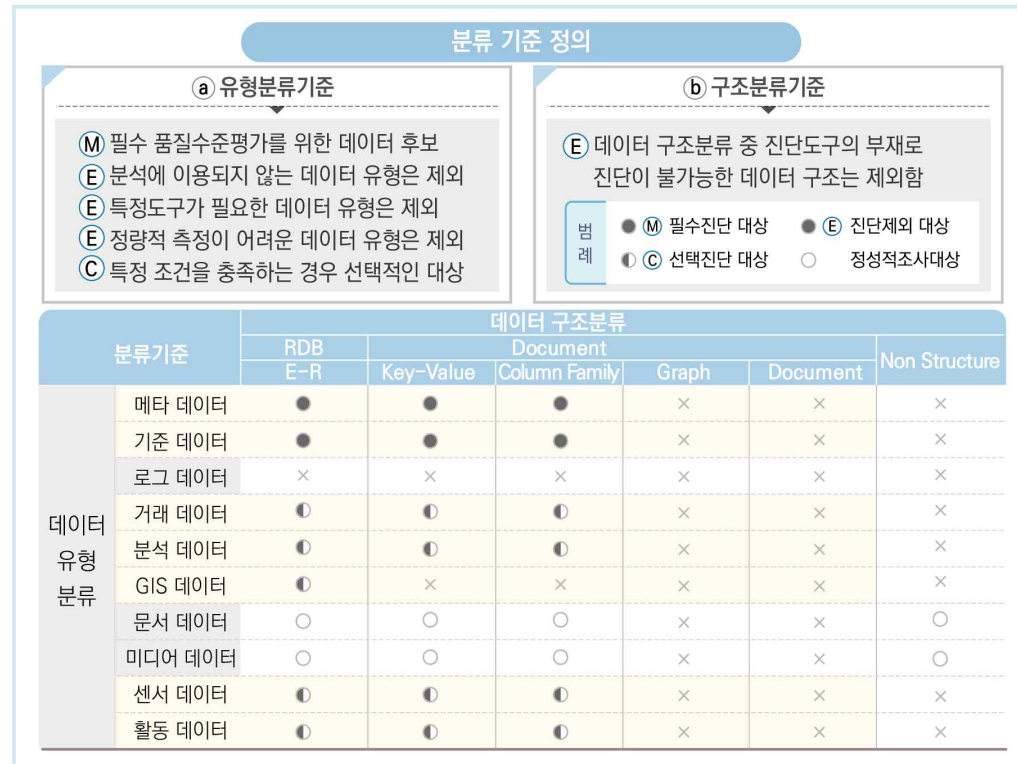 분류 기준 정의
ⓐ 유형분류기준
Ⓜ 필수 품질수준평가를 위한 데이터 후보
Ⓔ 분석에 이용되지 않는 데이터 유형은 제외
Ⓔ 특정도구가 필요한 데이터 유형은 제외
Ⓔ 정량적 측정이 어려운 데이터 유형은 제외
Ⓒ 특정 조건을 충족하는 경우 선택적인 대상
ⓑ 구조분류기준
Ⓔ 데이터 구조분류 중 진단도구의 부재로
진단이 불가능한 데이터 구조는 제외함
범례
● Ⓜ 필수진단 대상 ● Ⓔ 진단제외 대상
◐ Ⓒ 선택진단 대상 ○ 정성적조사대상
분류기준
데이터 구조분류
RDB Document Non Structure
E-R Key-Value Column Family Graph Document
데이터
유형
분류
메타 데이터 ● ● ● × × ×
기준 데이터 ● ● ● × × ×
로그 데이터 × × × × × ×
거래 데이터 ◐ ◐ ◐ × × ×
분석 데이터 ◐ ◐ ◐ × × ×
GIS 데이터 ◐ × × × × ×
문서 데이터 ○ ○ ○ × × ○
미디어 데이터 ○ ○ ○ × × ○
센서 데이터 ◐ ◐ ◐ × × ×
활동 데이터 ◐ ◐ ◐ × × ×